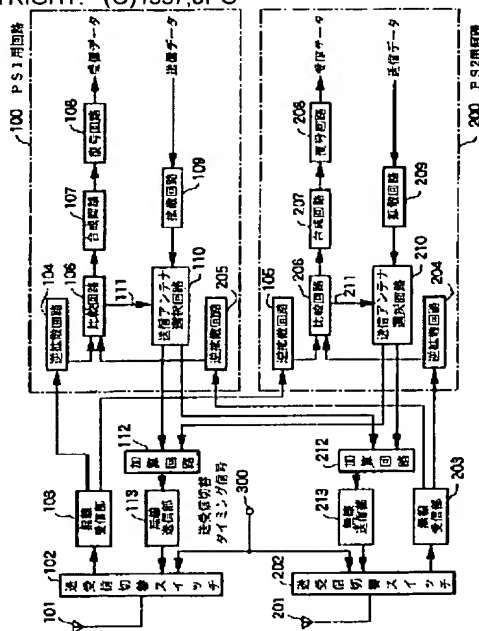 TRIGHT: (C)1997,JPO
100 PS1用回路
受信データ
送信データ
108
復号回路
107
合成回路
109
拡散回路
104
逆拡散回路
106
比較回路
111
110
送信アンテナ選択回路
205
逆拡散回路
200 PS2用回路
受信データ
送信データ
208
復号回路
207
合成回路
209
拡散回路
105
逆拡散回路
206
比較回路
211
210
送信アンテナ選択回路
204
逆拡散回路
112
加算回路
212
加算回路
103
無線受信部
113
無線送信部
送受信切替タイミング信号
300
213
無線送信部
203
無線受信部
102
送受信切替スイッチ
202
送受信切替スイッチ
101
201